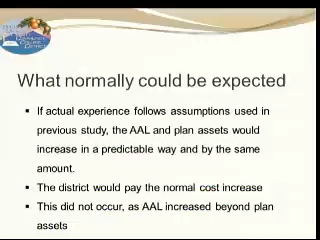 What normally could be expected
▪ If actual experience follows assumptions used in
previous study, the AAL and plan assets would
increase in a predictable way and by the same
amount.
▪ The district would pay the normal cost increase
▪ This did not occur, as AAL increased beyond plan
assets